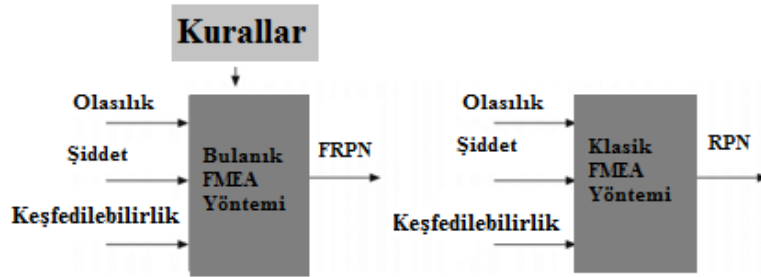 Kurallar
Olasılık
Şiddet
Keşfedilebilirlik
Bulanık
FMEA
Yöntemi
FRPN
Olasılık
Şiddet
Keşfedilebilirlik
Klasik
FMEA
Yöntemi
RPN